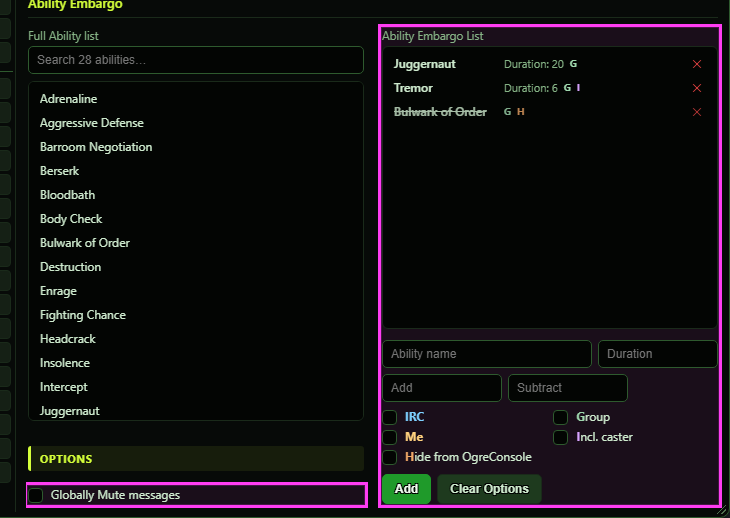 Ability Embargo
Full Ability list
Search 28 abilities...
Adrenaline
Aggressive Defense
Barroom Negotiation
Berserk
Bloodbath
Body Check
Bulwark of Order
Destruction
Enrage
Fighting Chance
Headcrack
Insolence
Intercept
Juggernaut
OPTIONS
Globally Mute messages
Ability Embargo List
Juggernaut Duration: 20 G
Tremor Duration: 6 G I
Bulwark of Order G H
Ability name Duration
Add Subtract
IRC Group
Me Incl. caster
Hide from OgreConsole
Add Clear Options